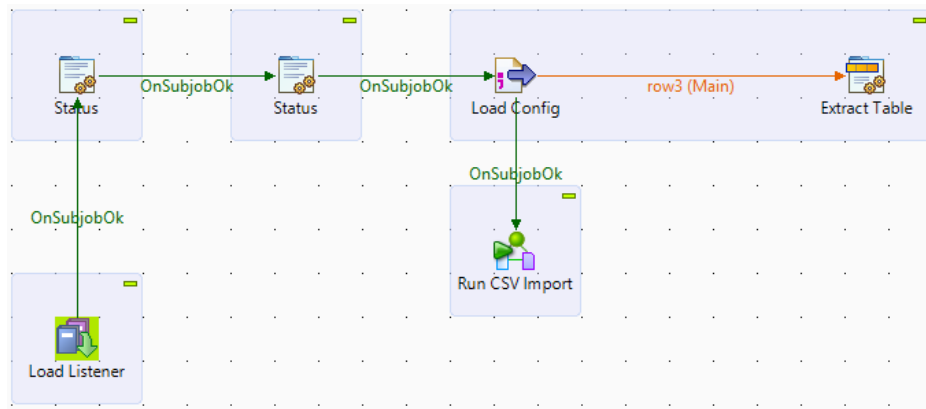 OnSubjobOk
OnSubjobOk
row3 (Main)
Status
Status
Load Config
Extract Table
OnSubjobOk
OnSubjobOk
Run CSV Import
Load Listener